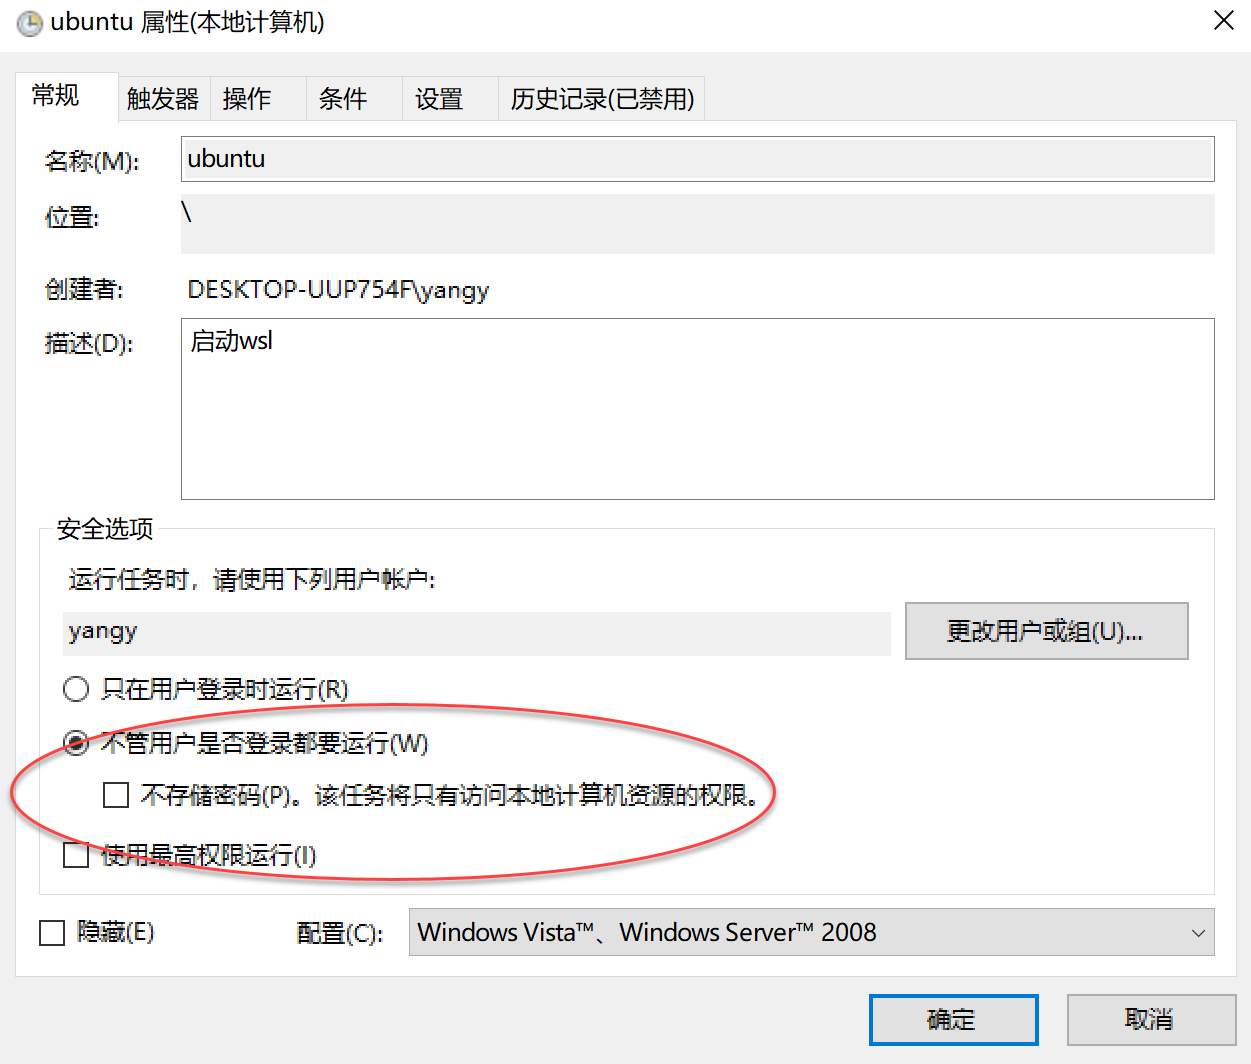 ubuntu 属性(本地计算机)
常规 触发器 操作 条件 设置 历史记录(已禁用)
名称(M): ubuntu
位置: \
创建者: DESKTOP-UUP754F\yangy
描述(D): 启动wsl
安全选项
运行任务时，请使用下列用户帐户:
yangy 更改用户或组(U)...
只在用户登录时运行(R)
不管用户是否登录都要运行(W)
不存储密码(P)。该任务将只有访问本地计算机资源的权限。
使用最高权限运行(I)
隐藏(E) 配置(C): Windows Vista™、Windows Server™ 2008
确定 取消